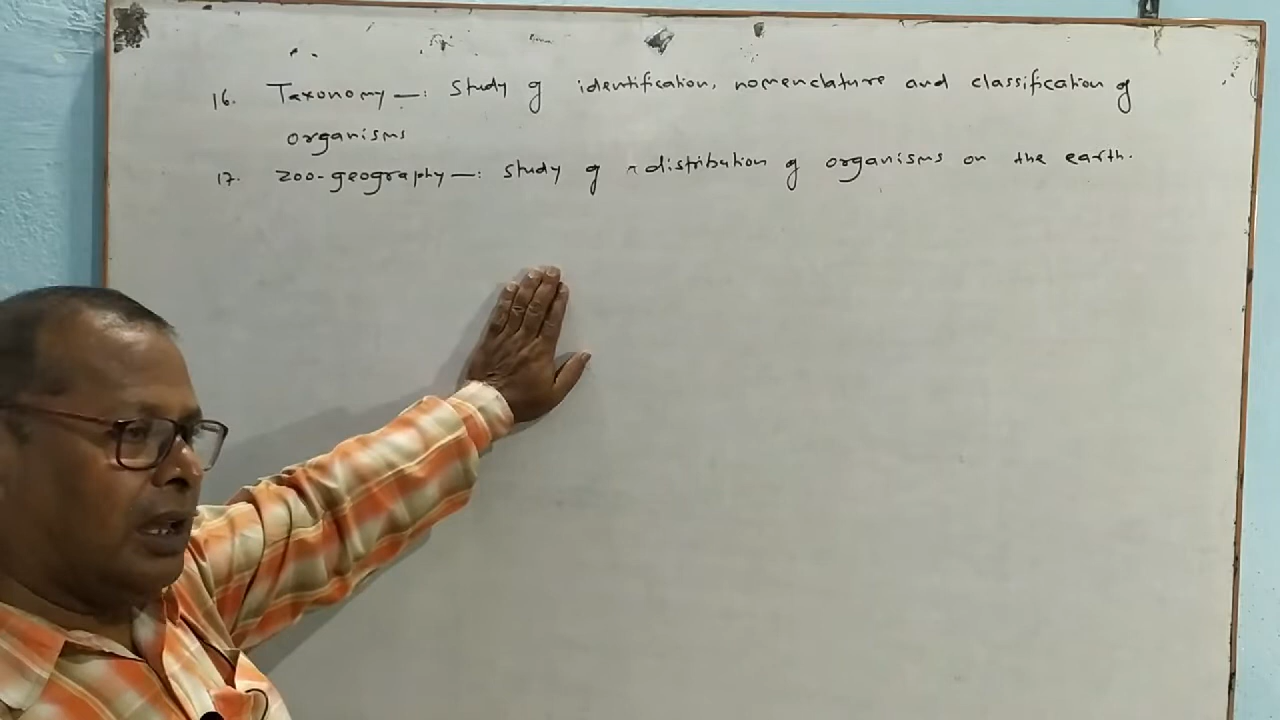 16. Taxonomy —: Study of identification, nomenclature and classification of
organisms
17. Zoo-geography —: Study of distribution of organisms on the earth.